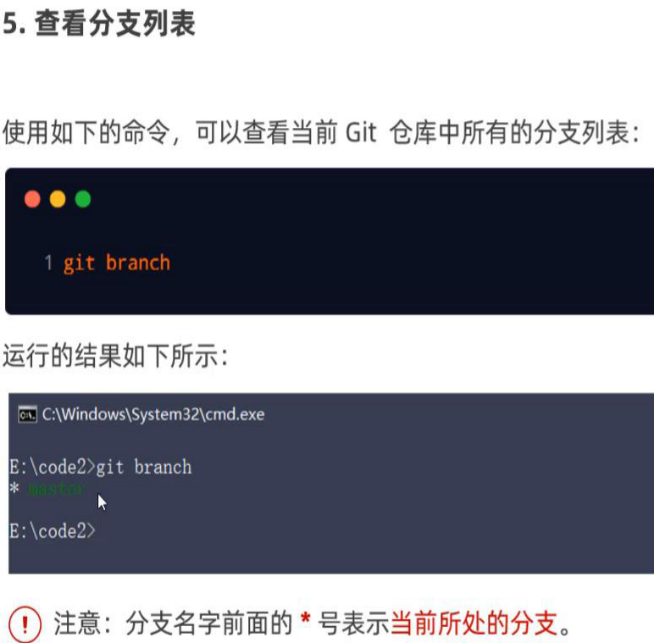 5. 查看分支列表
使用如下的命令，可以查看当前 Git 仓库中所有的分支列表：
1 git branch
运行的结果如下所示：
C:\Windows\System32\cmd.exe
E:\code2>git branch
* master
E:\code2>
注意：分支名字前面的 * 号表示当前所处的分支。